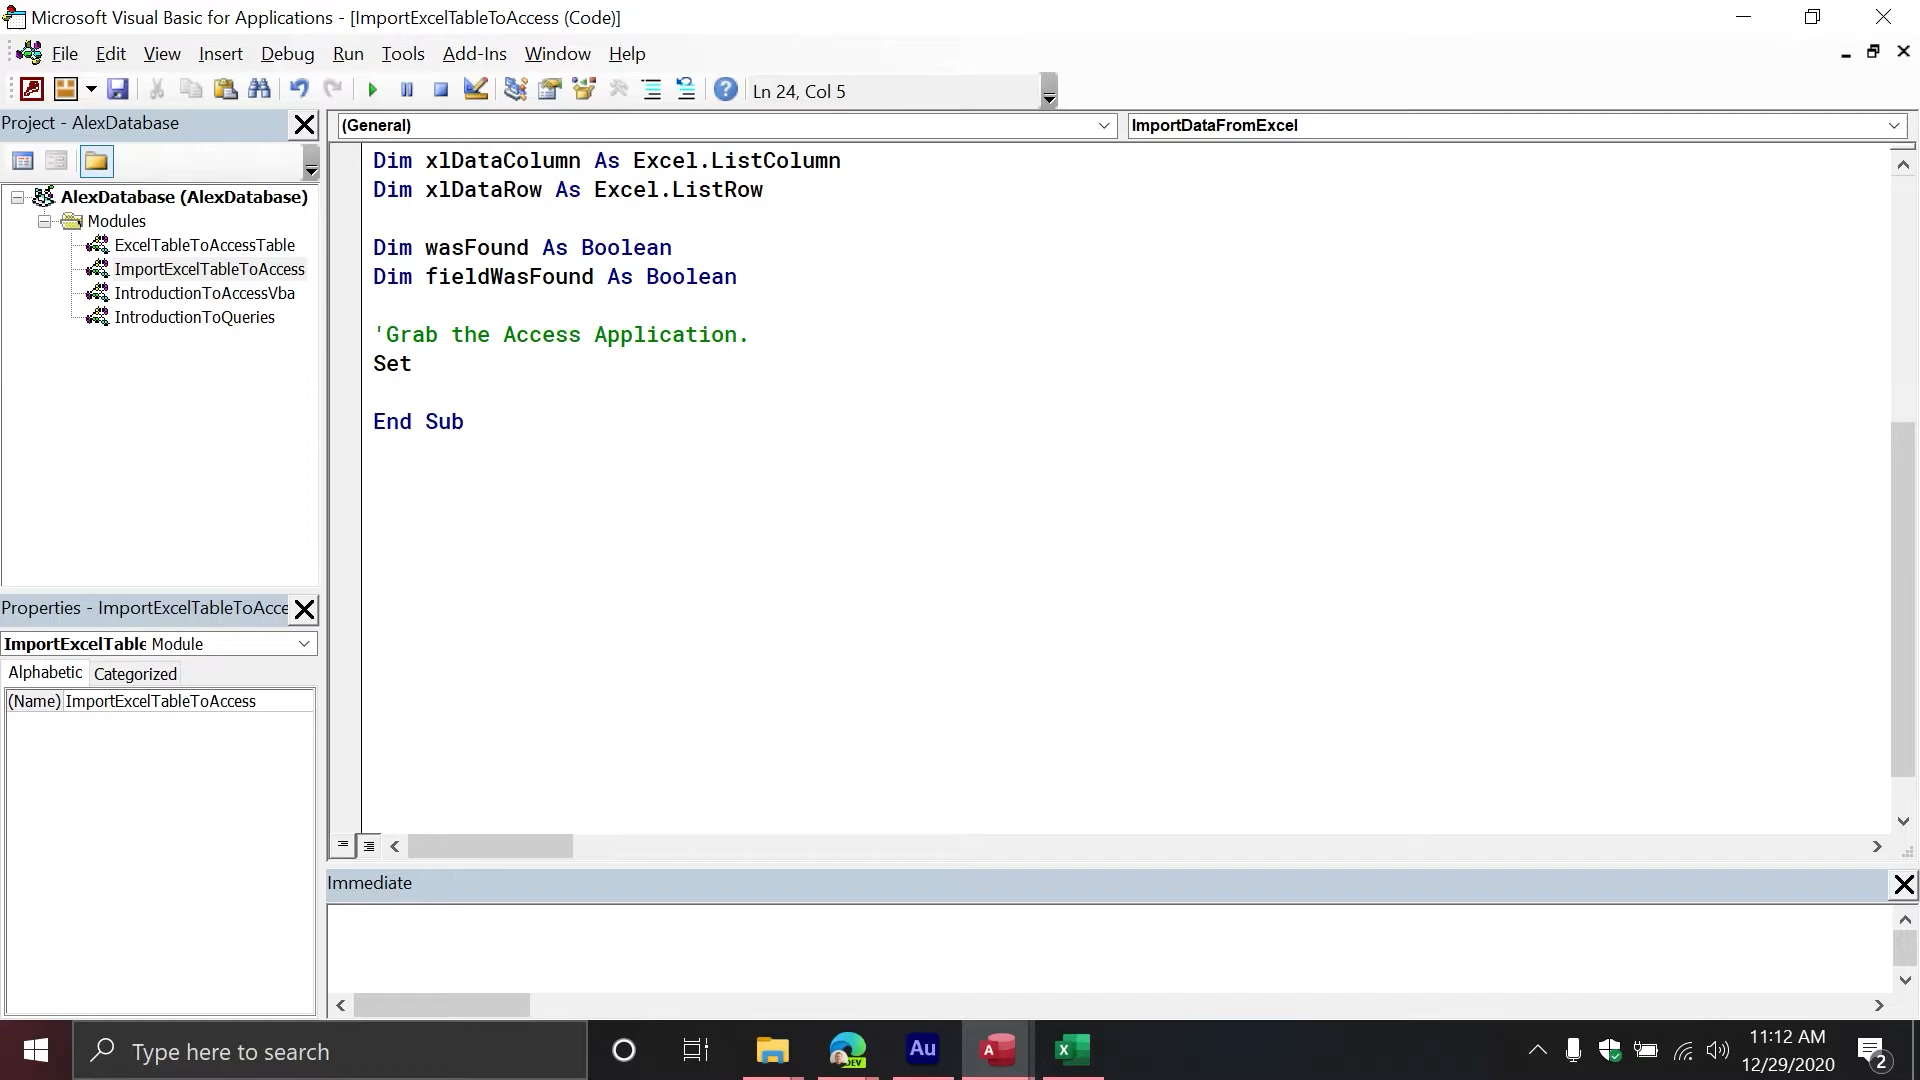 Microsoft Visual Basic for Applications - [ImportExcelTableToAccess (Code)]
File Edit View Insert Debug Run Tools Add-Ins Window Help
Ln 24, Col 5
Project - AlexDatabase
(General)
ImportDataFromExcel
AlexDatabase (AlexDatabase)
Modules
ExcelTableToAccessTable
ImportExcelTableToAccess
IntroductionToAccessVba
IntroductionToQueries
Dim xlDataColumn As Excel.ListColumn
Dim xlDataRow As Excel.ListRow
Dim wasFound As Boolean
Dim fieldWasFound As Boolean
'Grab the Access Application.
Set
End Sub
Properties - ImportExcelTableToAcce
ImportExcelTable Module
Alphabetic Categorized
(Name) ImportExcelTableToAccess
Immediate
Type here to search
DEV
Au
A
X
11:12 AM
12/29/2020
2